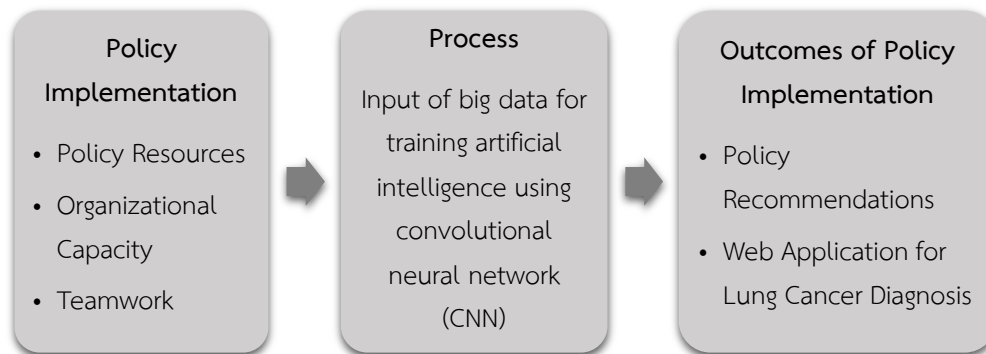 Policy
Implementation
• Policy Resources
• Organizational
Capacity
• Teamwork
Process
Input of big data for
training artificial
intelligence using
convolutional
neural network
(CNN)
Outcomes of Policy
Implementation
• Policy
Recommendations
• Web Application for
Lung Cancer Diagnosis